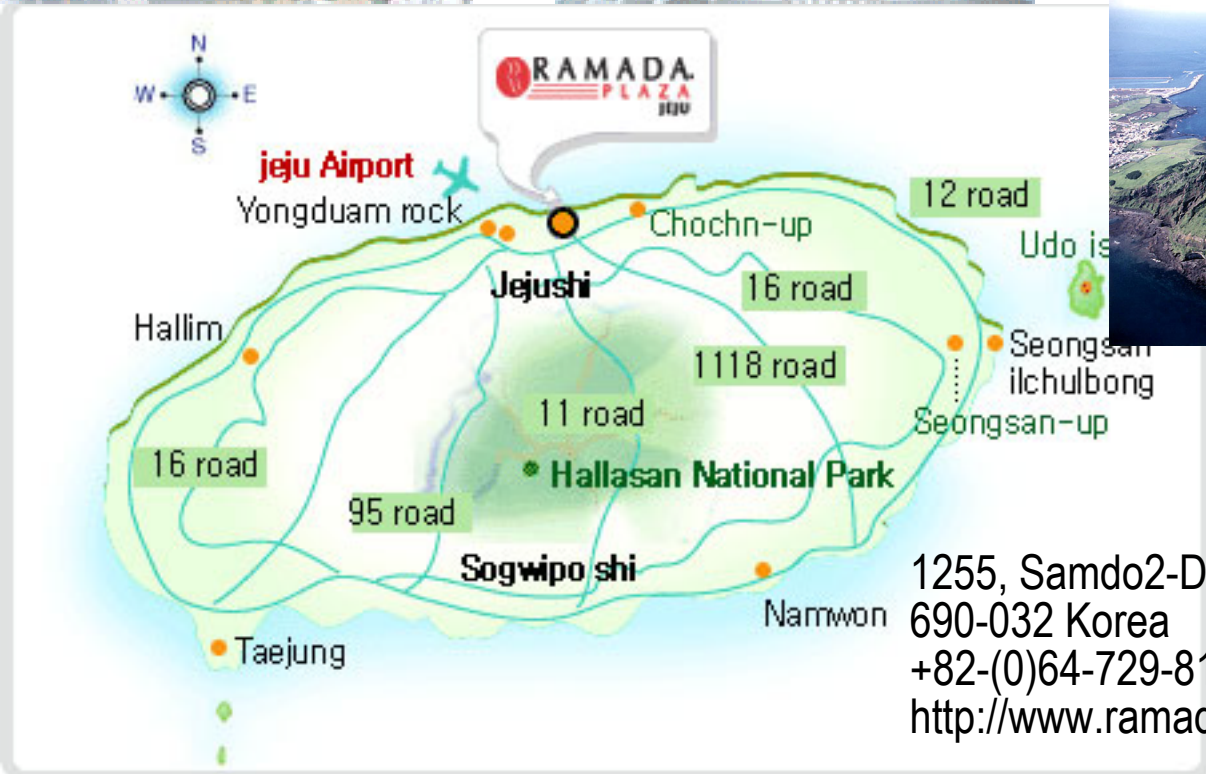 N
W E
S
RAMADA
PLAZA
JEJU
jeju Airport
Yongduam rock
Chochn-up
12 road
Udo is
Jejushi
16 road
Hallim
Seongsan
ilchulbong
1118 road
11 road
Seongsan-up
16 road
Hallasan National Park
95 road
Sogwipo shi
Namwon
Taejung
1255, Samdo2-D
690-032 Korea
+82-(0)64-729-81
http://www.ramad